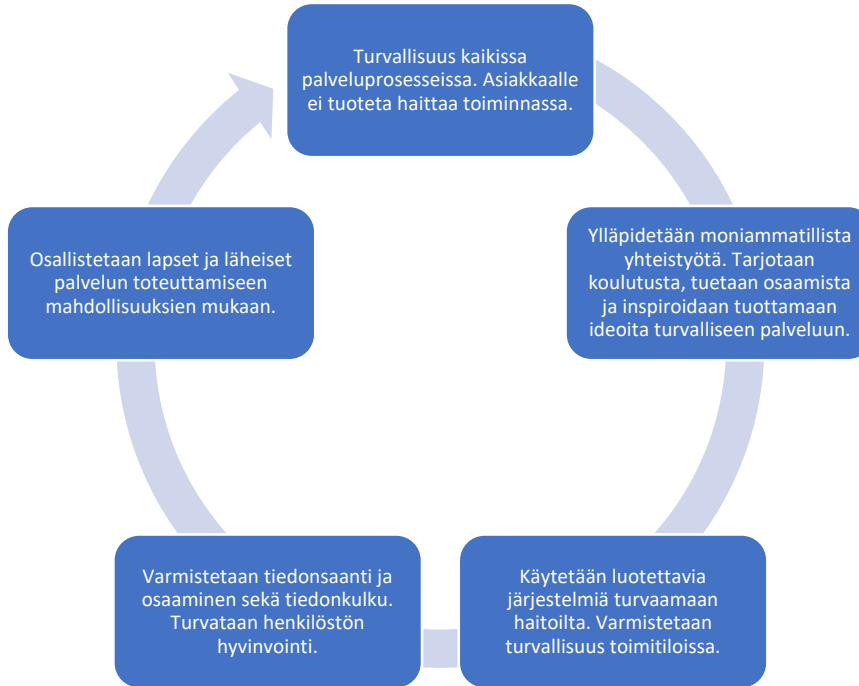 Turvallisuus kaikissa
palveluprosesseissa. Asiakkaalle
ei tuoteta haittaa toiminnassa.
Ylläpidetään moniammatillista
yhteistyötä. Tarjotaan
koulutusta, tuetaan osaamista
ja inspiroidaan tuottamaan
ideoita turvalliseen palveluun.
Käytetään luotettavia
järjestelmiä turvaamaan
haitoilta. Varmistetaan
turvallisuus toimitiloissa.
Varmistetaan tiedonsaanti ja
osaaminen sekä tiedonkulku.
Turvataan henkilöstön
hyvinvointi.
Osallistetaan lapset ja läheiset
palvelun toteuttamiseen
mahdollisuuksien mukaan.